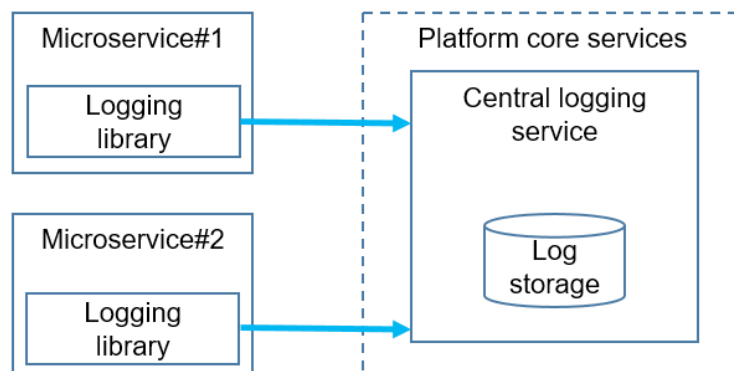 Microservice#1
Logging
library
Platform core services
Central logging
service
Microservice#2
Logging
library
Log
storage